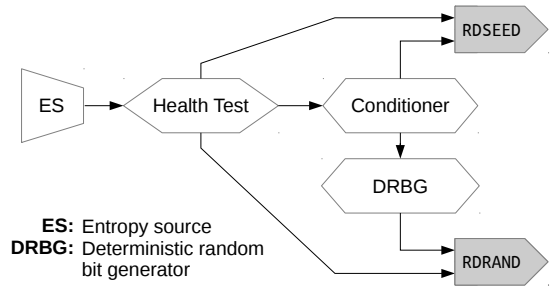 RDSEED
ES
Health Test
Conditioner
DRBG
ES: Entropy source
DRBG: Deterministic random
bit generator
RDRAND